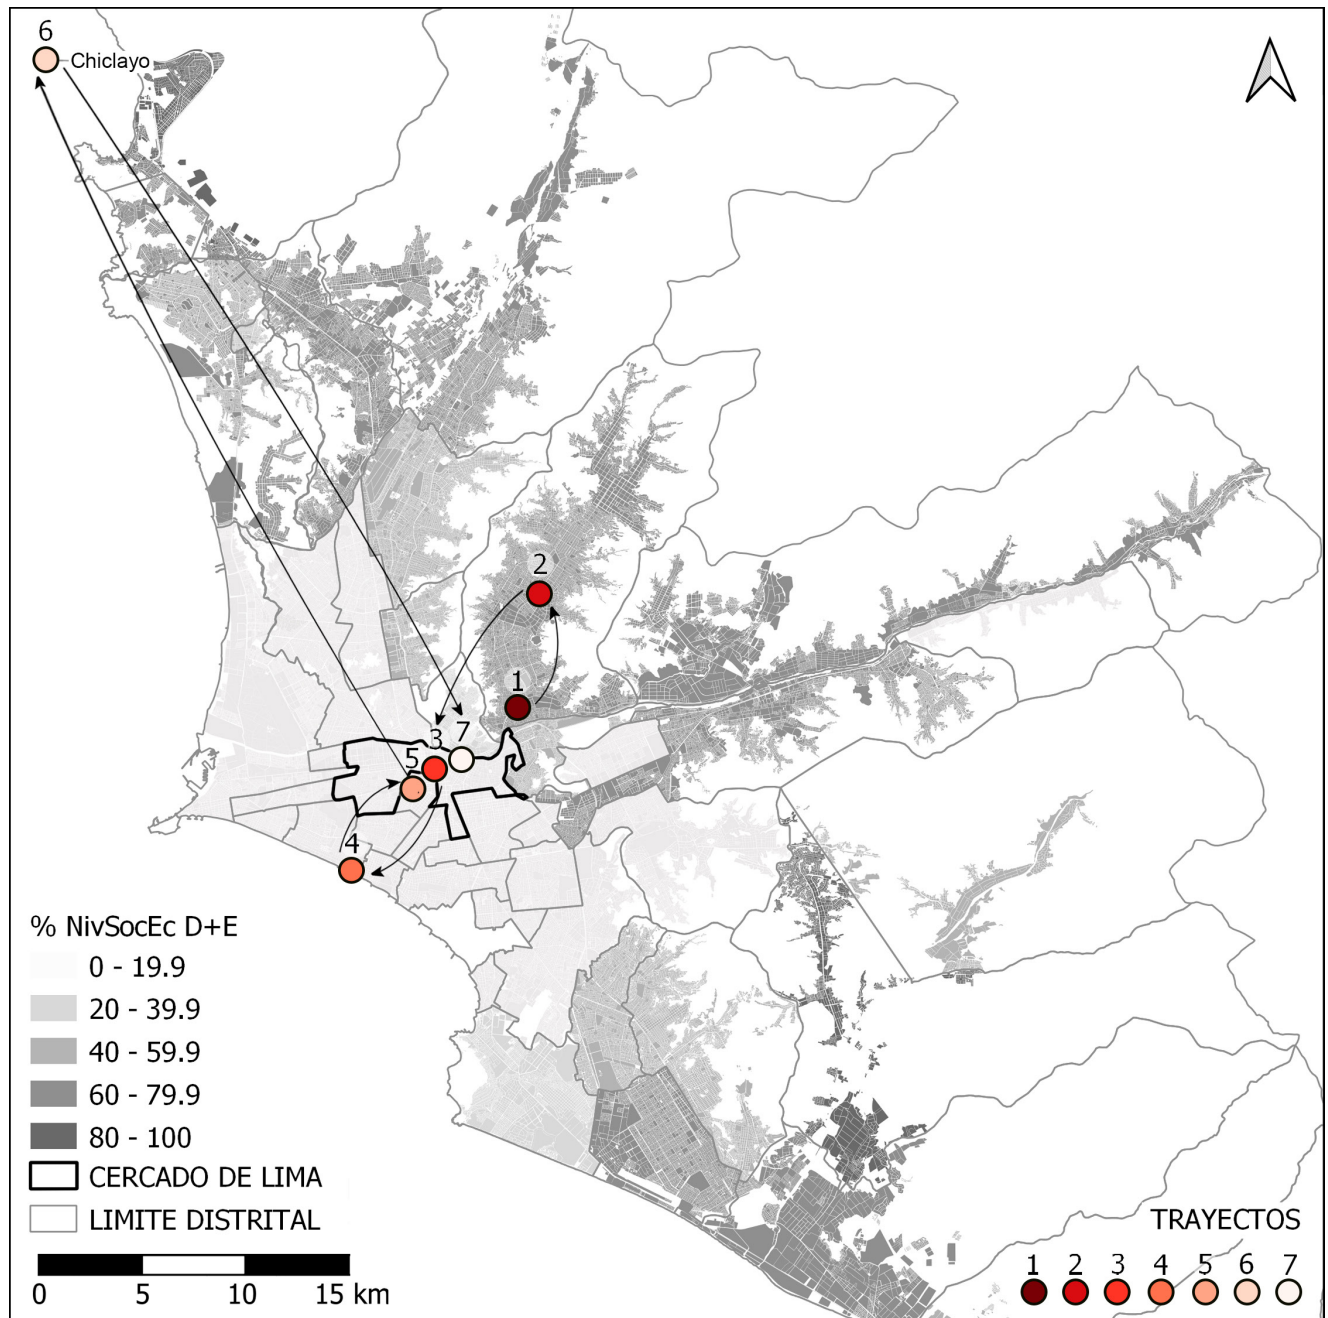 6
Chiclayo
2
1
7
3
5
4
% NivSocEc D+E
0 - 19.9
20 - 39.9
40 - 59.9
60 - 79.9
80 - 100
CERCADO DE LIMA
LIMITE DISTRITAL
0 5 10 15 km
TRAYECTOS
1 2 3 4 5 6 7